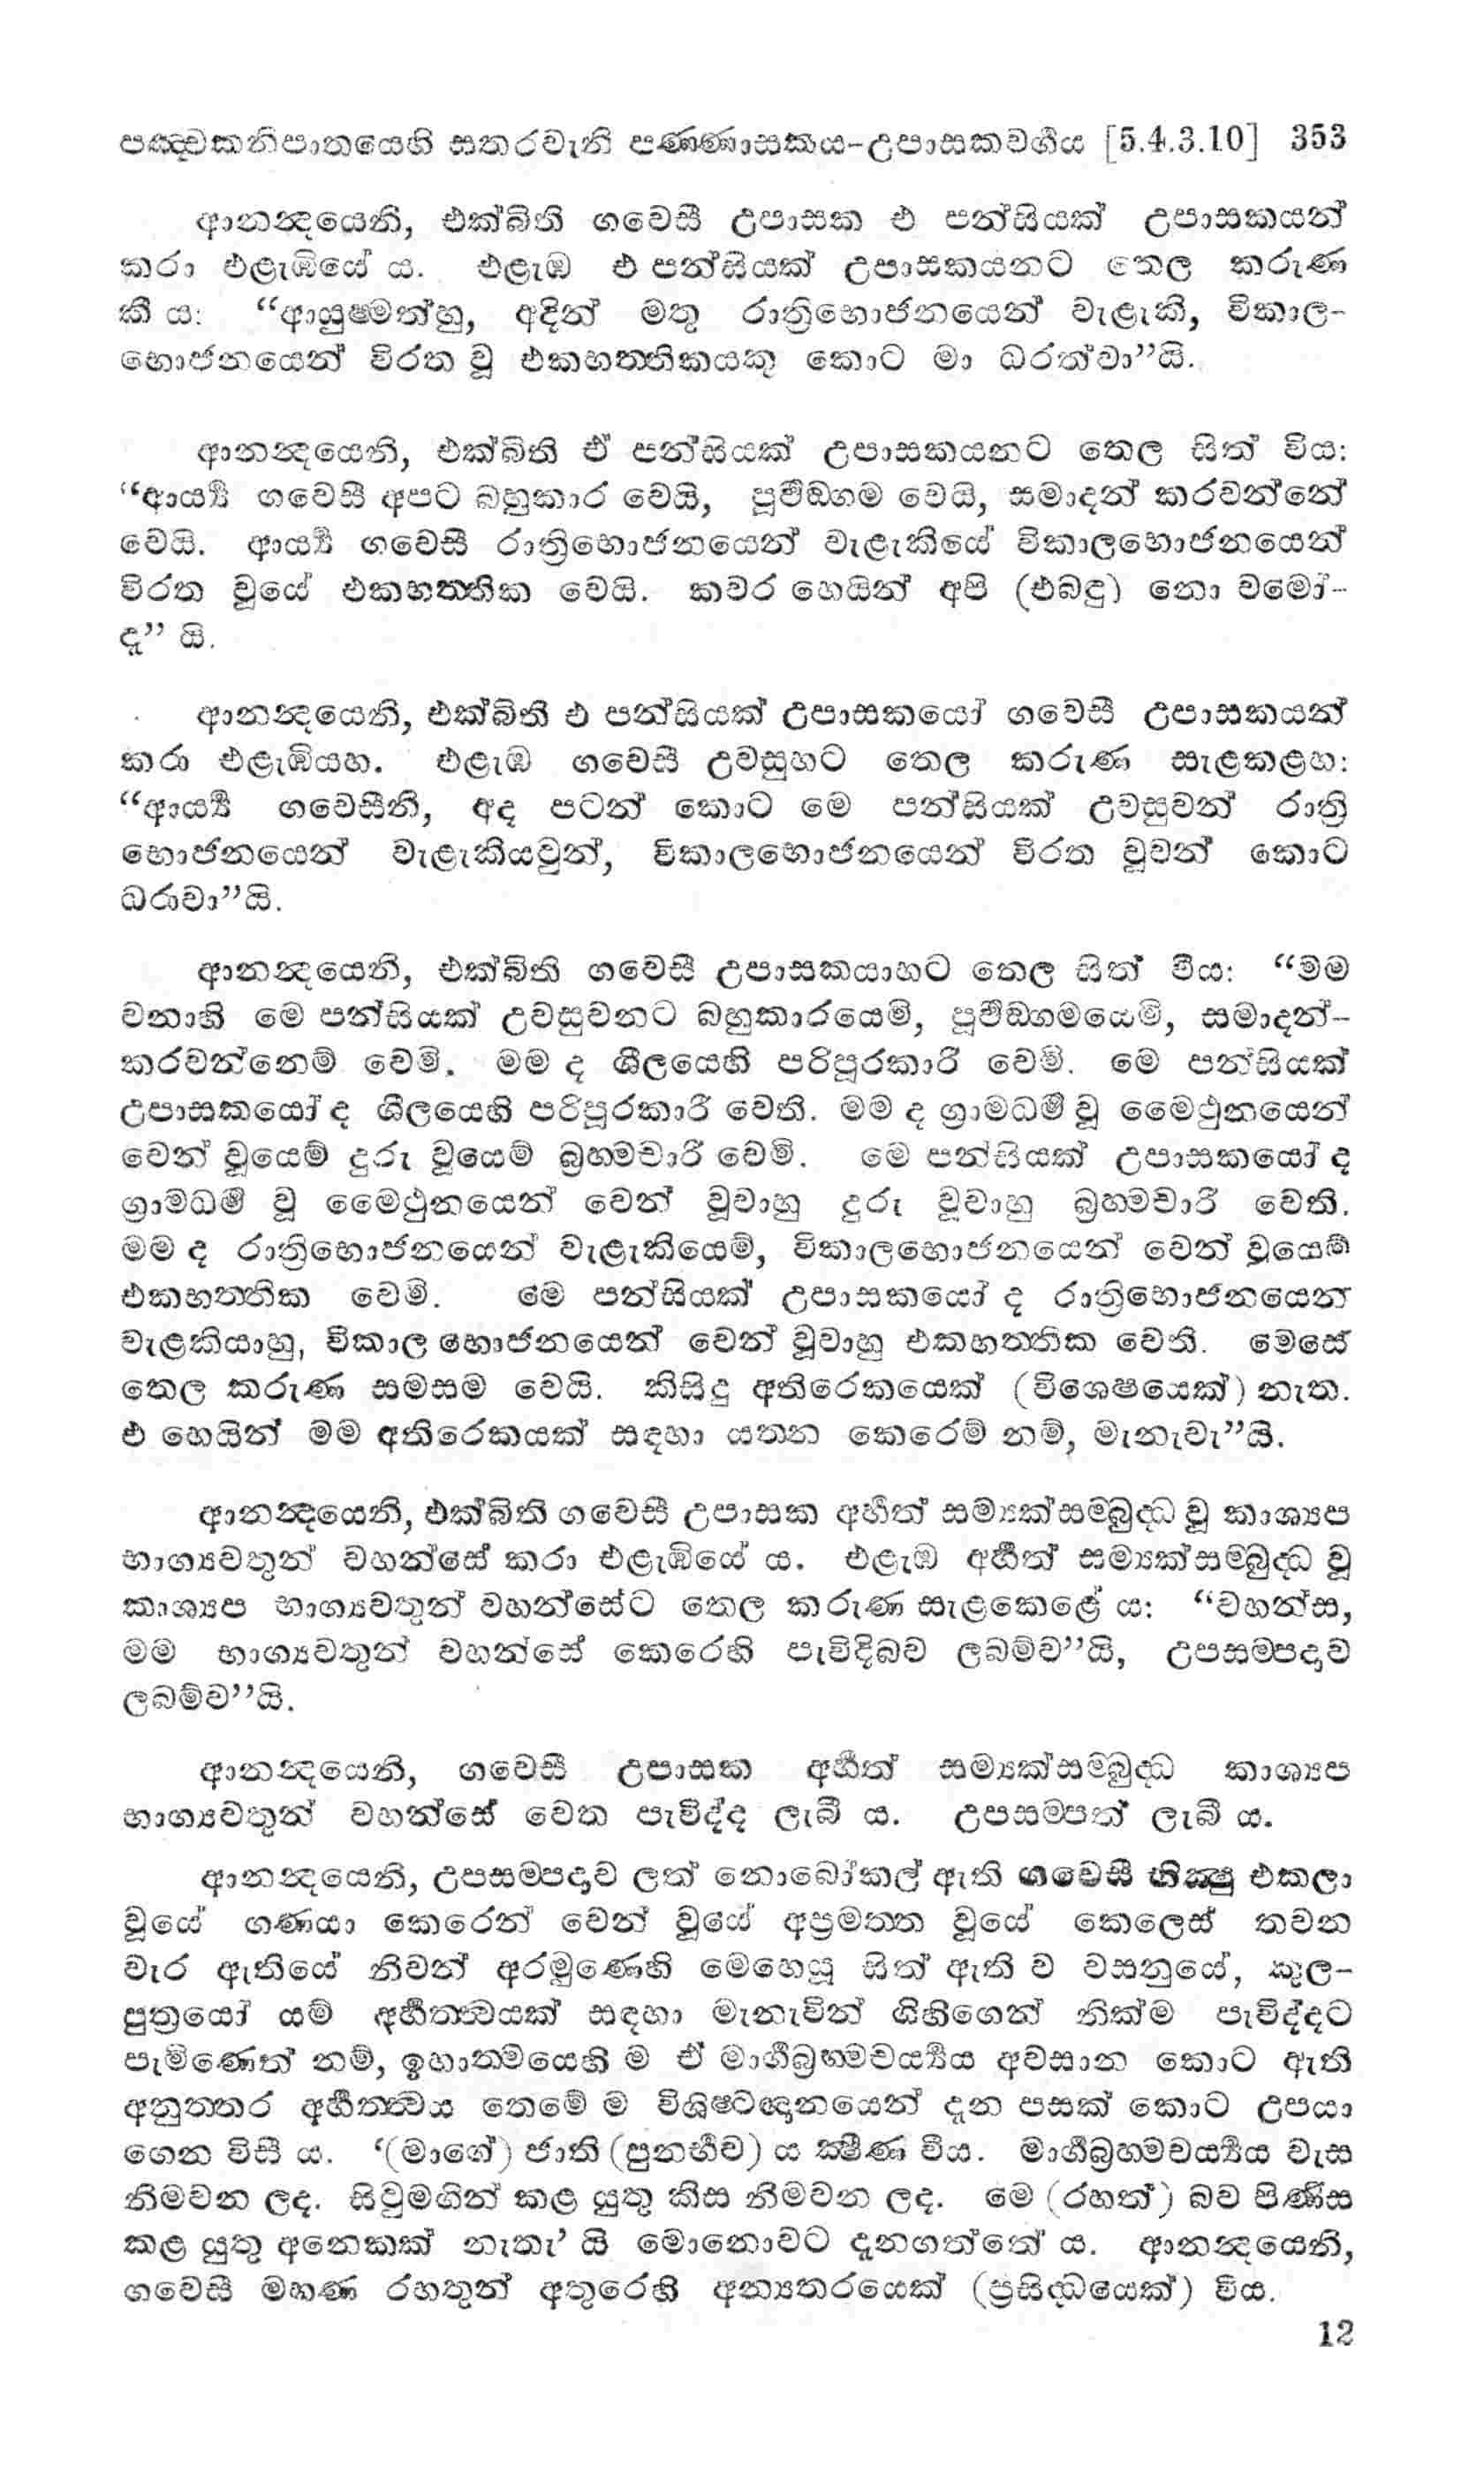 පඤ්චකනිපාතයෙහි සතරවැනි පණ්ණාසකය-උපාසකවර්ගය [5.4.3.10] 353
ආනන්දයෙනි, එක්බිති ගවෙසී උපාසක එ පන්සියක් උපාසකයන්
කරා එළැඹියේ ය. එළැඹ එ පන්සියක් උපාසකයනට තෙල කරුණ
කී ය: “ආයුෂ්මත්හු, අදින් මතු රාත්‍රිභොජනයෙන් වැළැකි, විකාල-
භොජනයෙන් විරත වූ එකභත්තිකයකු කොට මා ධරත්වා”යි.
ආනන්දයෙනි, එක්බිති ඒ පන්සියක් උපාසකයනට තෙල සිත් විය:
“ආර්‍ය්‍ය ගවෙසී අපට බහුකාර වෙයි, පූර්වඞ්ගම වෙයි, සමාදන් කරවන්නේ
වෙයි. ආර්‍ය්‍ය ගවෙසී රාත්‍රිභොජනයෙන් වැළැකියේ විකාලභොජනයෙන්
විරත වූයේ එකභත්තික වෙයි. කවර හෙයින් අපි (එබඳු) නො වමෝ-
ද” යි.
ආනන්දයෙනි, එක්බිති එ පන්සියක් උපාසකයෝ ගවෙසී උපාසකයන්
කරා එළැඹියහ. එළැඹ ගවෙසී උවසුහට තෙල කරුණ සැළකළහ:
“ආර්‍ය්‍ය ගවෙසීනි, අද පටන් කොට මෙ පන්සියක් උවසුවන් රාත්‍රි
භොජනයෙන් වැළැකියවුන්, විකාලභොජනයෙන් විරත වූවන් කොට
ධරාවා”යි.
ආනන්දයෙනි, එක්බිති ගවෙසී උපාසකයාහට තෙල සිත් වීය: “මම
වනාහි මෙ පන්සියක් උවසුවනට බහුකාරයෙමි, පූර්වඞ්ගමයෙමි, සමාදන්-
කරවන්නෙම් වෙමි. මම ද ශීලයෙහි පරිපූරකාරී වෙමි. මෙ පන්සියක්
උපාසකයෝ ද ශීලයෙහි පරිපූරකාරී වෙති. මම ද ග්‍රාමධර්ම වූ මෛථුනයෙන්
වෙන් වූයෙම් දුරු වූයෙම් බ්‍රහ්මචාරී වෙමි. මෙ පන්සියක් උපාසකයෝ ද
ග්‍රාමධර්ම වූ මෛථුනයෙන් වෙන් වූවාහු දුරු වූවාහු බ්‍රහ්මචාරී වෙති.
මම ද රාත්‍රිභොජනයෙන් වැළැකියෙමි, විකාලභොජනයෙන් වෙන් වූයෙම්
එකභත්තික වෙමි. මෙ පන්සියක් උපාසකයෝ ද රාත්‍රිභොජනයෙන්
වැළකියාහු, විකාල භොජනයෙන් වෙන් වූවාහු එකභත්තික වෙති. මෙසේ
තෙල කරුණ සමසම වෙයි. කිසිදු අතිරෙකයෙක් (විශෙෂයෙක්) නැත.
එ හෙයින් මම අතිරෙකයක් සඳහා යත්න කෙරෙම් නම්, මැනැවැ”යි.
ආනන්දයෙනි, එක්බිති ගවෙසී උපාසක අර්හත් සම්‍යක්සම්බුද්ධ වූ කාශ්‍යප
භාග්‍යවතුන් වහන්සේ කරා එළැඹියේ ය. එළැඹ අර්හත් සම්‍යක්සම්බුද්ධ වූ
කාශ්‍යප භාග්‍යවතුන් වහන්සේට තෙල කරුණ සැළකෙළේ ය: “වහන්ස,
මම භාග්‍යවතුන් වහන්සේ කෙරෙහි පැවිදිබව ලබම්ව”යි, උපසම්පදාව
ලබම්ව”යි.
ආනන්දයෙනි, ගවෙසී උපාසක අර්හත් සම්‍යක්සම්බුද්ධ කාශ්‍යප
භාග්‍යවතුන් වහන්සේ වෙත පැවිද්ද ලැබී ය. උපසම්පත් ලැබී ය.
ආනන්දයෙනි, උපසම්පදාව ලත් නොබෝකල් ඇති ගවෙසී භික්ෂු එකලා
වූයේ ගණයා කෙරෙන් වෙන් වූයේ අප්‍රමත්ත වූයේ කෙලෙස් තවන
වැර ඇතියේ නිවන් අරමුණෙහි මෙහෙයූ සිත් ඇති ව වසනුයේ, කුල-
පුත්‍රයෝ යම් අර්හත්ත්වයක් සඳහා මැනැවින් ගිහිගෙන් නික්ම පැවිද්දට
පැමිණෙත් නම්, ඉහාත්මයෙහි ම ඒ මාර්ගබ්‍රහ්මචර්‍ය්‍යය අවසාන කොට ඇති
අනුත්තර අර්හත්ත්වය තෙමේ ම විශිෂ්ටඥානයෙන් දැන පසක් කොට උපයා
ගෙන විසී ය. ‘(මාගේ) ජාති (පුනර්භව) ය ක්ෂීණ විය. මාර්ගබ්‍රහ්මචර්‍ය්‍යය වැස
නිමවන ලද. සිවුමගින් කළ යුතු කිස නිමවන ලද. මෙ (රහත්) බව පිණිස
කළ යුතු අනෙකක් නැතැ’ යි මොනොවට දැනගත්තේ ය. ආනන්දයෙනි,
ගවෙසී මහණ රහතුන් අතුරෙහි අන්‍යතරයෙක් (ප්‍රසිද්ධයෙක්) විය.
12